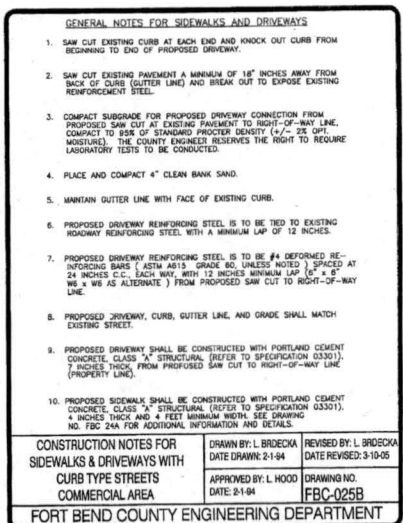 GENERAL NOTES FOR SIDEWALKS AND DRIVEWAYS
1. SAW CUT EXISTING CURB AT EACH END AND KNOCK OUT CURB FROM
BEGINNING TO END OF PROPOSED DRIVEWAY.
2. SAW CUT EXISTING PAVEMENT A MINIMUM OF 18" INCHES AWAY FROM
BACK OF CURB (GUTTER LINE) AND BREAK OUT TO EXPOSE EXISTING
REINFORCEMENT STEEL.
3. COMPACT SUBGRADE FOR PROPOSED DRIVEWAY CONNECTION FROM
PROPOSED SAW CUT AT EXISTING PAVEMENT TO RIGHT-OF-WAY LINE,
COMPACT TO 95% OF STANDARD PROCTER DENSITY (+/- 2% OPT.
MOISTURE). THE COUNTY ENGINEER RESERVES THE RIGHT TO REQUIRE
LABORATORY TESTS TO BE CONDUCTED.
4. PLACE AND COMPACT 4" CLEAN BANK SAND.
5. MAINTAIN GUTTER LINE WITH FACE OF EXISTING CURB.
6. PROPOSED DRIVEWAY REINFORCING STEEL IS TO BE TIED TO EXISTING
ROADWAY REINFORCING STEEL WITH A MINIMUM LAP OF 12 INCHES.
7. PROPOSED DRIVEWAY REINFORCING STEEL IS TO BE #4 DEFORMED RE-
INFORCING BARS ( ASTM A615 GRADE 60, UNLESS NOTED ) SPACED AT
24 INCHES C.C., EACH WAY, WITH 12 INCHES MINIMUM LAP (6" x 6"
W6 x W6 AS ALTERNATE ) FROM PROPOSED SAW CUT TO RIGHT-OF-WAY
LINE.
8. PROPOSED DRIVEWAY, CURB, GUTTER LINE, AND GRADE SHALL MATCH
EXISTING STREET.
9. PROPOSED DRIVEWAY SHALL BE CONSTRUCTED WITH PORTLAND CEMENT
CONCRETE, CLASS "A" STRUCTURAL (REFER TO SPECIFICATION 03301).
7 INCHES THICK, FROM PROPOSED SAW CUT TO RIGHT-OF-WAY LINE
(PROPERTY LINE).
10. PROPOSED SIDEWALK SHALL BE CONSTRUCTED WITH PORTLAND CEMENT
CONCRETE, CLASS "A" STRUCTURAL (REFER TO SPECIFICATION 03301).
4 INCHES THICK AND 4 FEET MINIMUM WIDTH. SEE DRAWING
NO. FBC 24A FOR ADDITIONAL INFORMATION AND DETAILS.
CONSTRUCTION NOTES FOR
SIDEWALKS & DRIVEWAYS WITH
CURB TYPE STREETS
COMMERCIAL AREA
DRAWN BY: L. BRDECKA
DATE DRAWN: 2-1-94
REVISED BY: L. BRDECKA
DATE REVISED: 3-10-05
APPROVED BY: L. HOOD
DATE: 2-1-94
DRAWING NO.
FBC-025B
FORT BEND COUNTY ENGINEERING DEPARTMENT